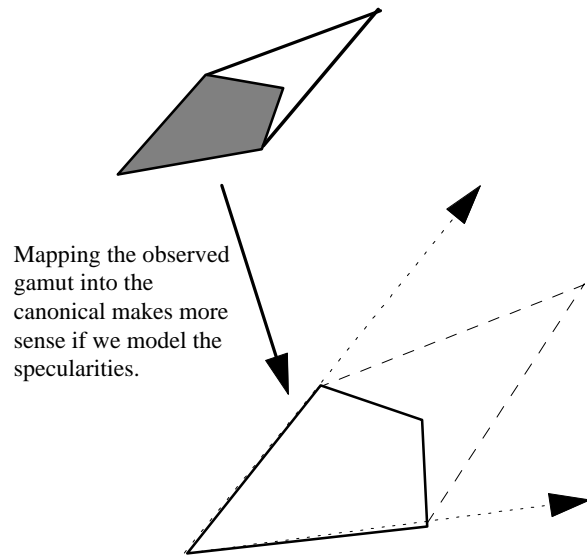 Mapping the observed
gamut into the
canonical makes more
sense if we model the
specularities.